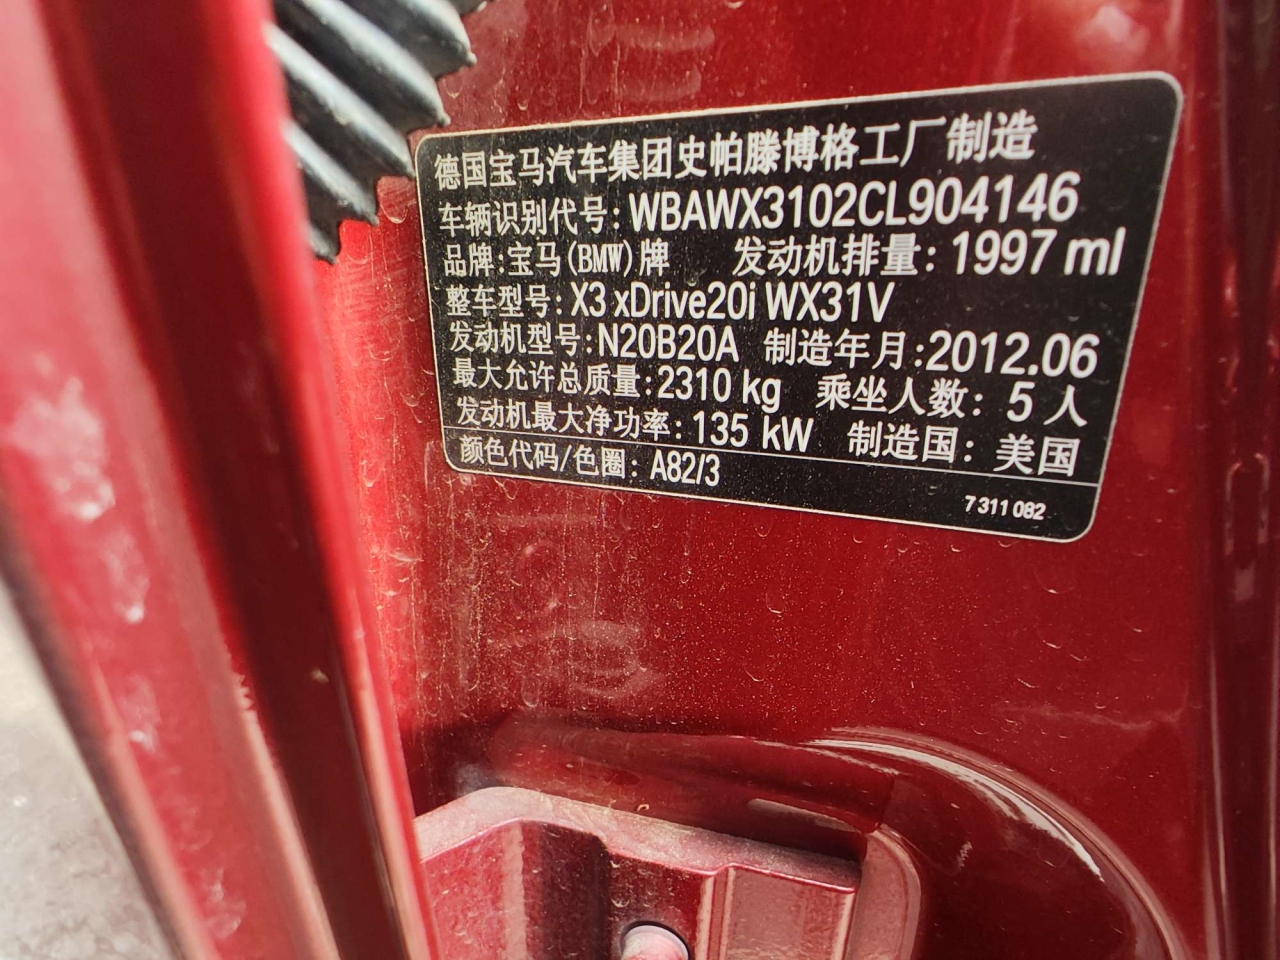 德国宝马汽车集团史帕滕博格工厂制造
车辆识别代号: WBAWX3102CL904146
品牌: 宝马(BMW)牌 发动机排量: 1997 ml
整车型号: X3 xDrive20i WX31V
发动机型号: N20B20A 制造年月: 2012.06
最大允许总质量: 2310 kg 乘坐人数: 5 人
发动机最大净功率: 135 kW 制造国: 美国
颜色代码/色圈: A82/3
7 311 082